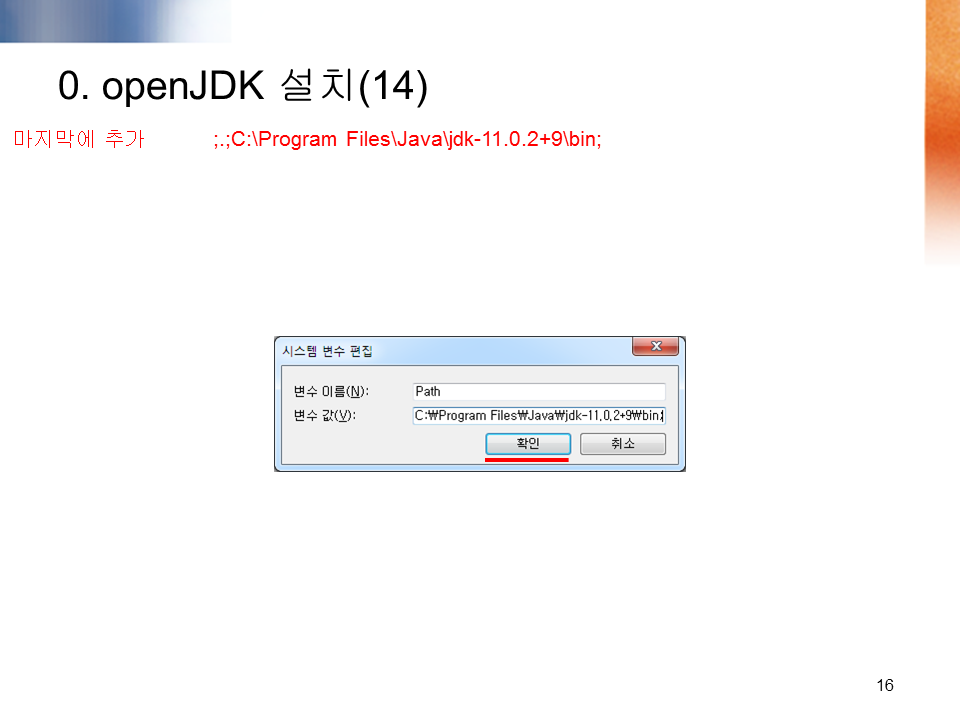 0. openJDK 설치(14)
마지막에 추가 ;.;C:\Program Files\Java\jdk-11.0.2+9\bin;
시스템 변수 편집
변수 이름(N): Path
변수 값(V): C:₩Program Files₩Java₩jdk-11.0.2+9₩bin;
확인 취소
16